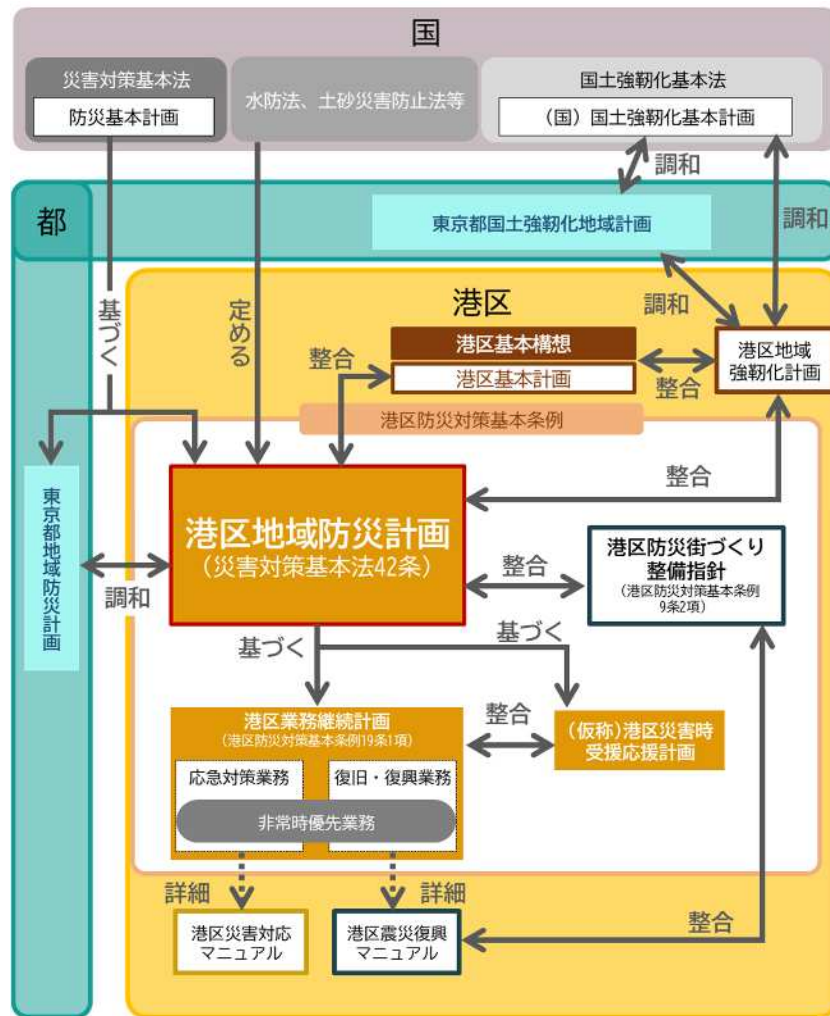 国
災害対策基本法
防災基本計画
水防法、土砂災害防止法等
国土強靭化基本法
（国）国土強靭化基本計画
調和
調和
都
東京都国土強靭化地域計画
基づく
定める
港区
調和
整合
港区基本構想
港区基本計画
整合
港区地域
強靭化計画
港区防災対策基本条例
整合
東京都地域防災計画
調和
港区地域防災計画
（災害対策基本法42条）
整合
港区防災街づくり
整備指針
（港区防災対策基本条例
9条2項）
基づく
基づく
港区業務継続計画
（港区防災対策基本条例19条1項）
応急対策業務
復旧・復興業務
非常時優先業務
整合
（仮称）港区災害時
受援応援計画
詳細
詳細
港区災害対応
マニュアル
港区震災復興
マニュアル
整合